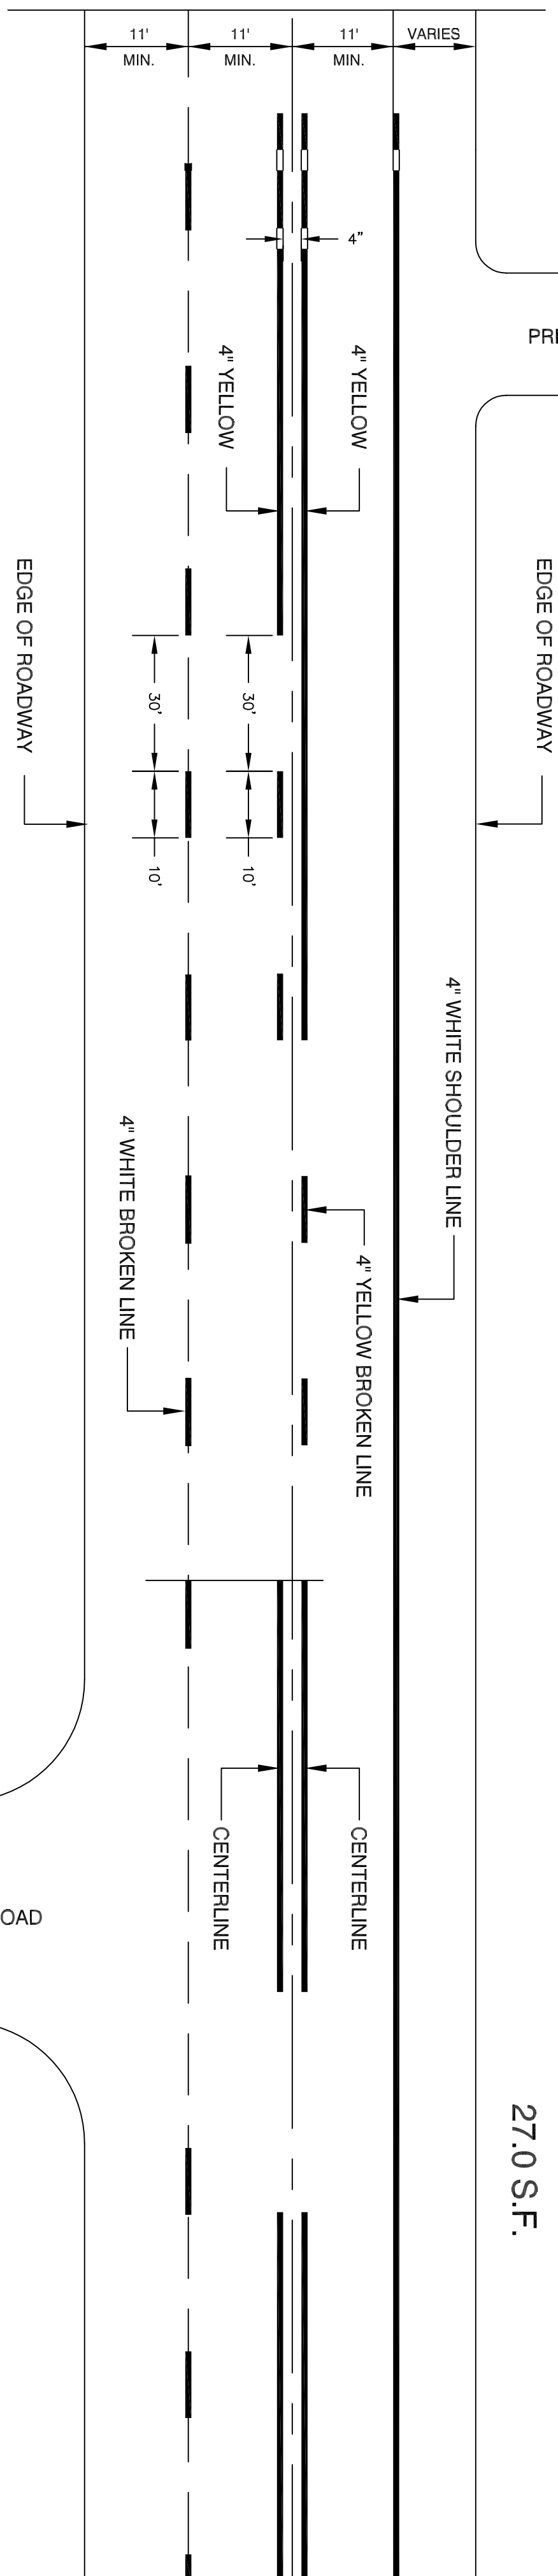 11' 11' 11' VARIES
MIN. MIN. MIN.
4"
PRI
4" YELLOW
4" YELLOW
EDGE OF ROADWAY
EDGE OF ROADWAY
30'
30'
10'
10'
4" WHITE SHOULDER LINE
4" WHITE BROKEN LINE
4" YELLOW BROKEN LINE
CENTERLINE
CENTERLINE
OAD
27.0 S.F.